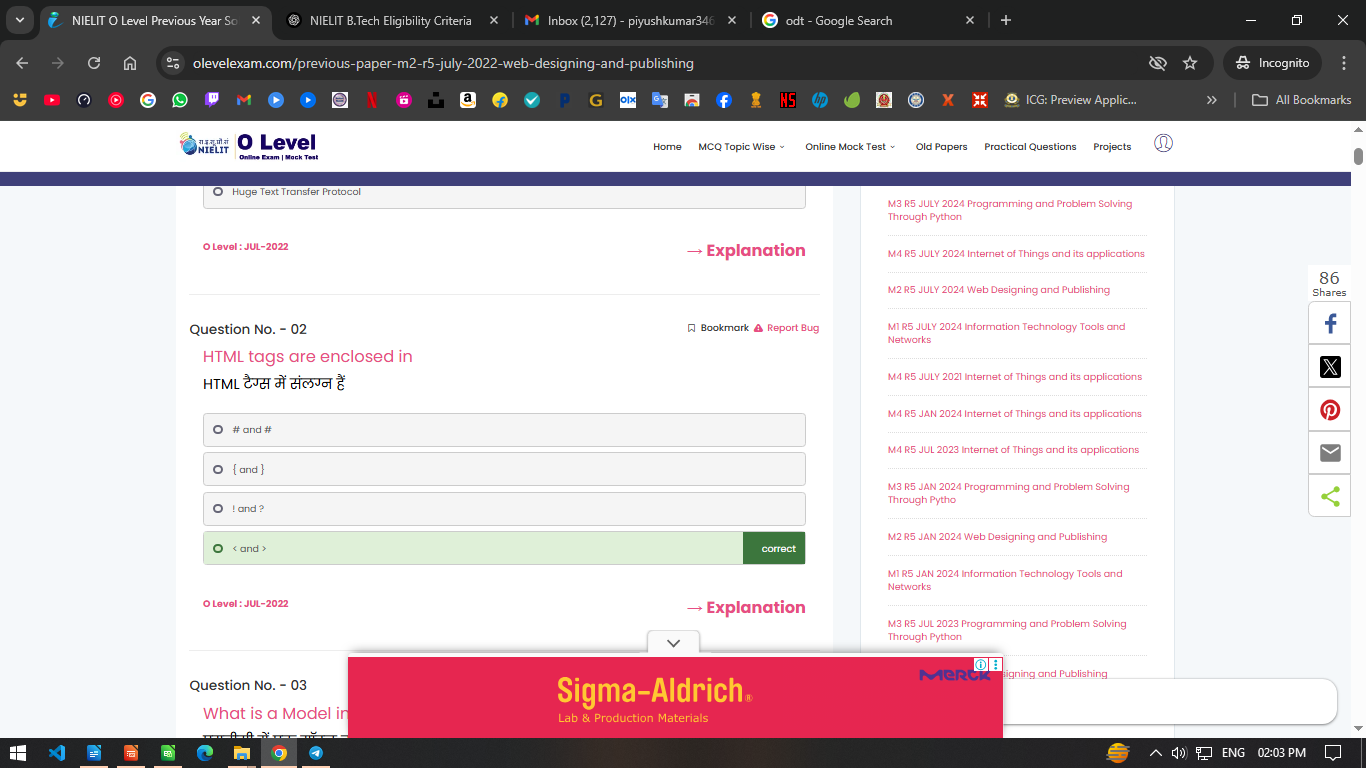 NIELIT O Level Previous Year So
NIELIT B.Tech Eligibility Criteria
Inbox (2,127) - piyushkumar346
odt - Google Search
olevelexam.com/previous-paper-m2-r5-july-2022-web-designing-and-publishing
Incognito
ICG: Preview Applic...
All Bookmarks
रा.इ.सू.प्रौ.सं
NIELIT
O Level
Online Exam | Mock Test
Home
MCQ Topic Wise
Online Mock Test
Old Papers
Practical Questions
Projects
Huge Text Transfer Protocol
O Level : JUL-2022
→ Explanation
Question No. - 02
Bookmark
Report Bug
HTML tags are enclosed in
HTML टैग्स में संलग्न हैं
# and #
{ and }
! and ?
< and >
correct
O Level : JUL-2022
→ Explanation
Question No. - 03
What is a Model in
M3 R5 JULY 2024 Programming and Problem Solving
Through Python
M4 R5 JULY 2024 Internet of Things and its applications
M2 R5 JULY 2024 Web Designing and Publishing
M1 R5 JULY 2024 Information Technology Tools and
Networks
M4 R5 JULY 2021 Internet of Things and its applications
M4 R5 JAN 2024 Internet of Things and its applications
M4 R5 JUL 2023 Internet of Things and its applications
M3 R5 JAN 2024 Programming and Problem Solving
Through Pytho
M2 R5 JAN 2024 Web Designing and Publishing
M1 R5 JAN 2024 Information Technology Tools and
Networks
M3 R5 JUL 2023 Programming and Problem Solving
Through Python
signing and Publishing
86
Shares
Sigma-Aldrich®
Lab & Production Materials
MERCK
ENG
02:03 PM